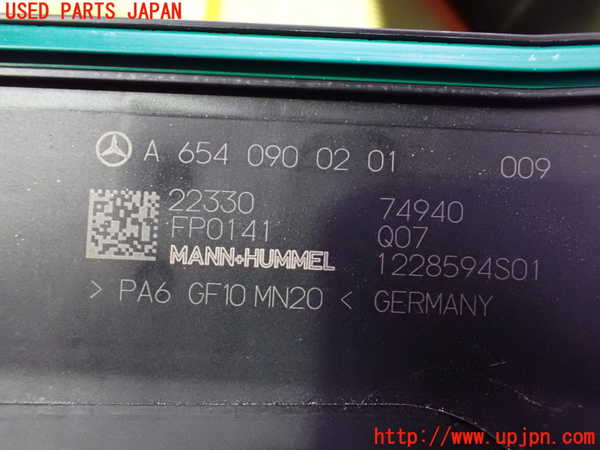 USED PARTS JAPAN
A 654 090 02 01 009
22330 74940
FP0141 Q07
MANN+HUMMEL 1228594S01
> PA6 GF10 MN20 < GERMANY
http://www.upjpn.com